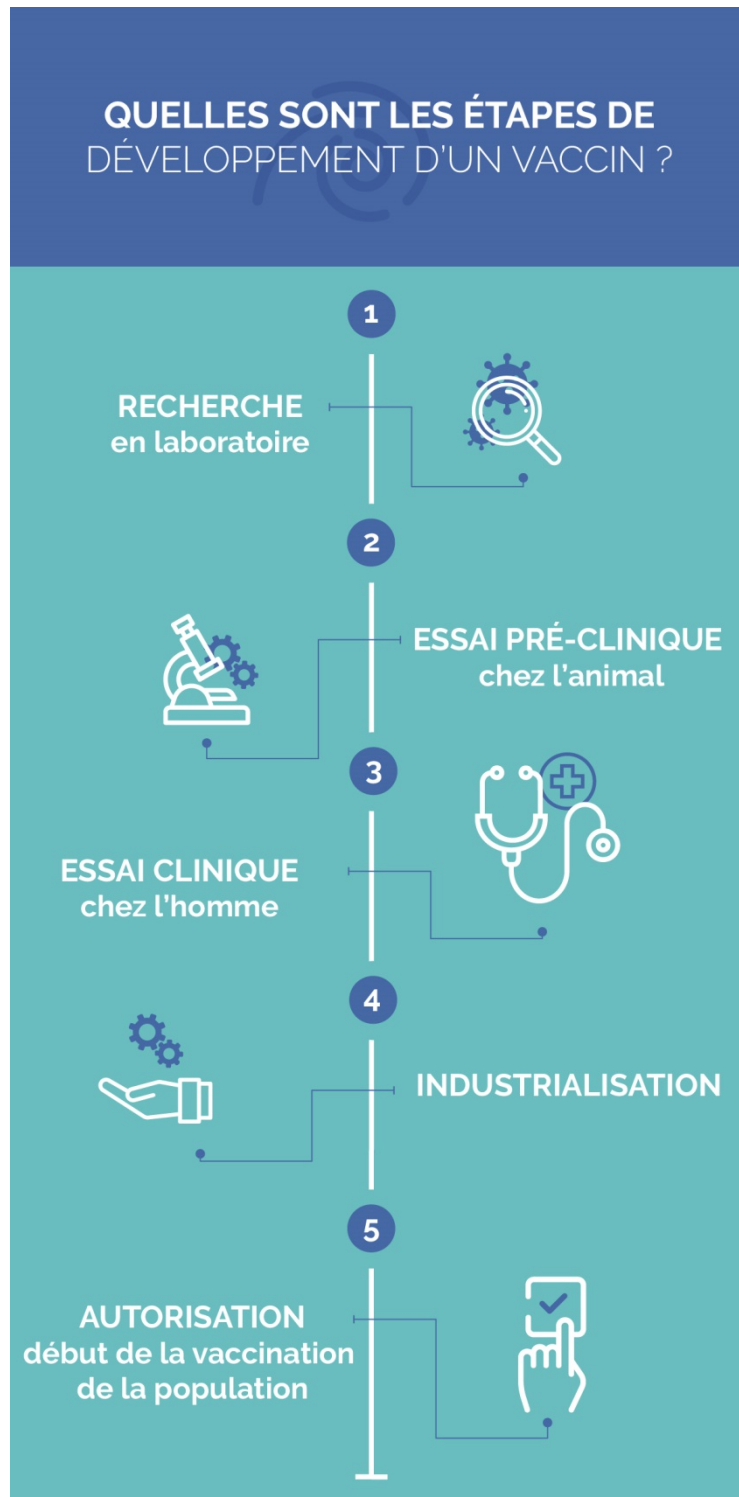 QUELLES SONT LES ÉTAPES DE
DÉVELOPPEMENT D'UN VACCIN ?
1
RECHERCHE
en laboratoire
2
ESSAI PRÉ-CLINIQUE
chez l'animal
3
ESSAI CLINIQUE
chez l'homme
4
INDUSTRIALISATION
5
AUTORISATION
début de la vaccination
de la population